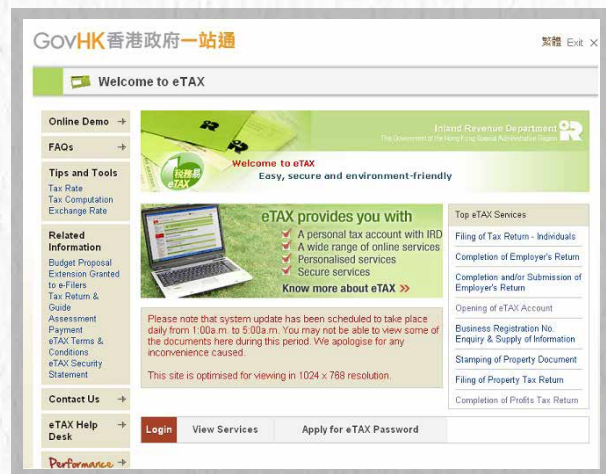 GovHK香港政府一站通
繁體 Exit ×
Welcome to eTAX
Online Demo
FAQs
Tips and Tools
Tax Rate
Tax Computation
Exchange Rate
Related
Information
Budget Proposal
Extension Granted
to e-Filers
Tax Return &
Guide
Assessment
Payment
eTAX Terms &
Conditions
eTAX Security
Statement
Contact Us
eTAX Help
Desk
Performance
Inland Revenue Department
The Government of the Hong Kong Special Administrative Region
稅務易
eTAX
Welcome to eTAX
Easy, secure and environment-friendly
eTAX provides you with
A personal tax account with IRD
A wide range of online services
Personalised services
Secure services
Know more about eTAX >>
Please note that system update has been scheduled to take place
daily from 1:00a.m. to 5:00a.m. You may not be able to view some of
the documents here during this period. We apologise for any
inconvenience caused.
This site is optimised for viewing in 1024 x 768 resolution.
Top eTAX Services
Filing of Tax Return - Individuals
Completion of Employer's Return
Completion and/or Submission of
Employer's Return
Opening of eTAX Account
Business Registration No.
Enquiry & Supply of Information
Stamping of Property Document
Filing of Property Tax Return
Completion of Profits Tax Return
Login View Services Apply for eTAX Password